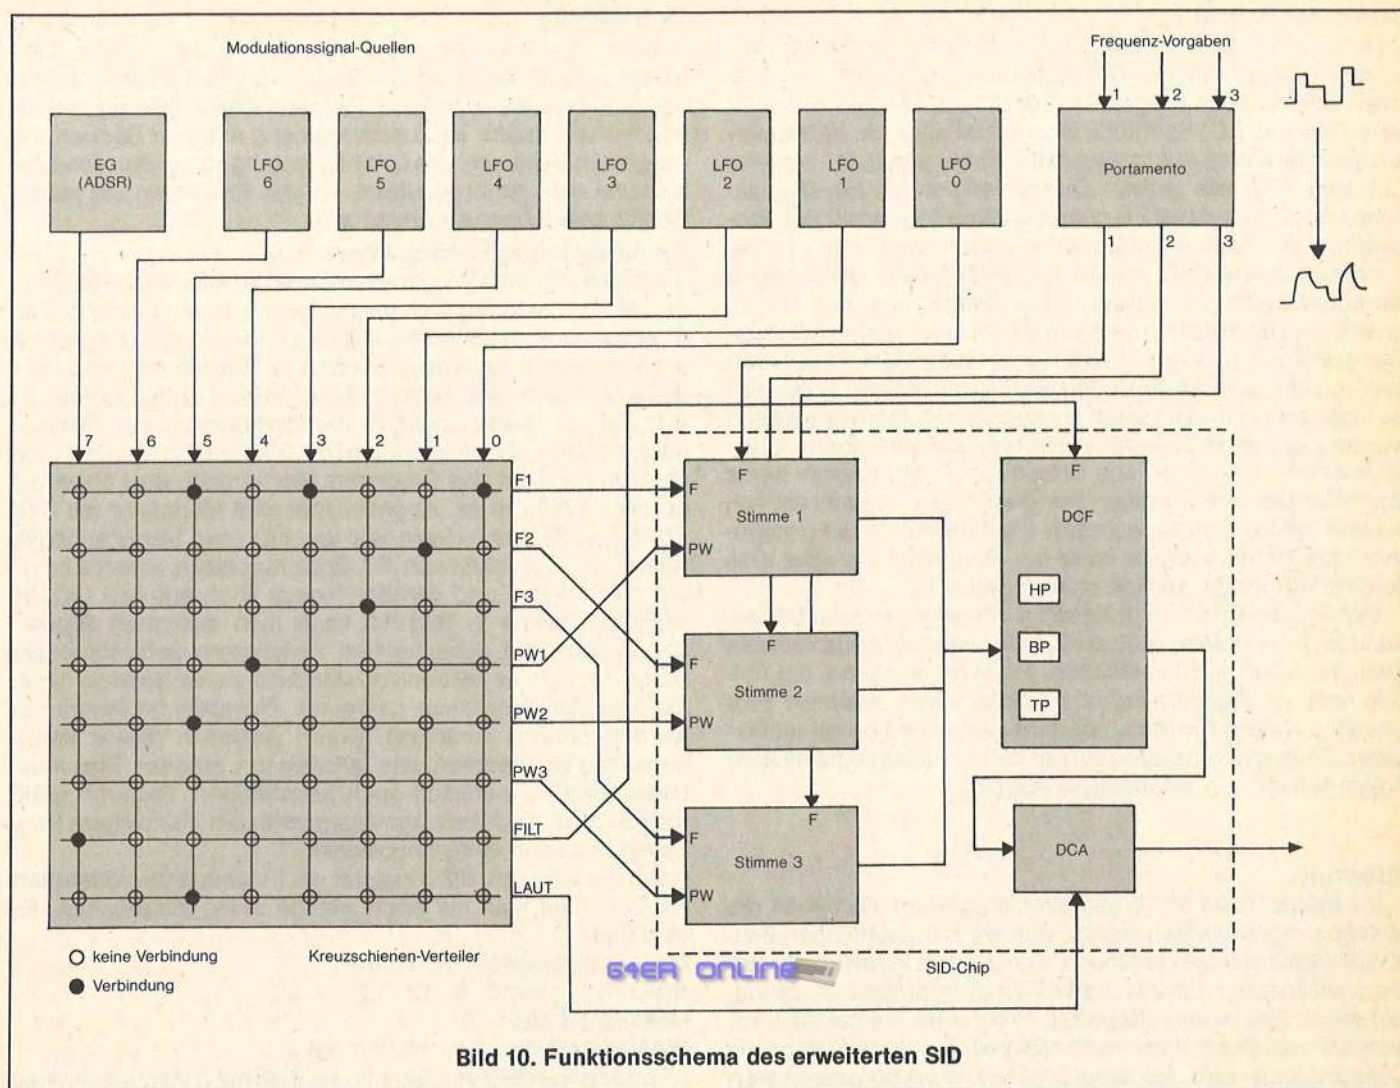 Modulationssignal-Quellen
Frequenz-Vorgaben
1 2 3
EG
(ADSR)
LFO
6
LFO
5
LFO
4
LFO
3
LFO
2
LFO
1
LFO
0
Portamento
1 2 3
7 6 5 4 3 2 1 0
F1
F2
F3
PW1
PW2
PW3
FILT
LAUT
F
F
Stimme 1
PW
F
F
Stimme 2
PW
F
F
Stimme 3
PW
F
DCF
HP
BP
TP
DCA
keine Verbindung
Verbindung
Kreuzschienen-Verteiler
64ER ONLINE
SID-Chip
Bild 10. Funktionsschema des erweiterten SID